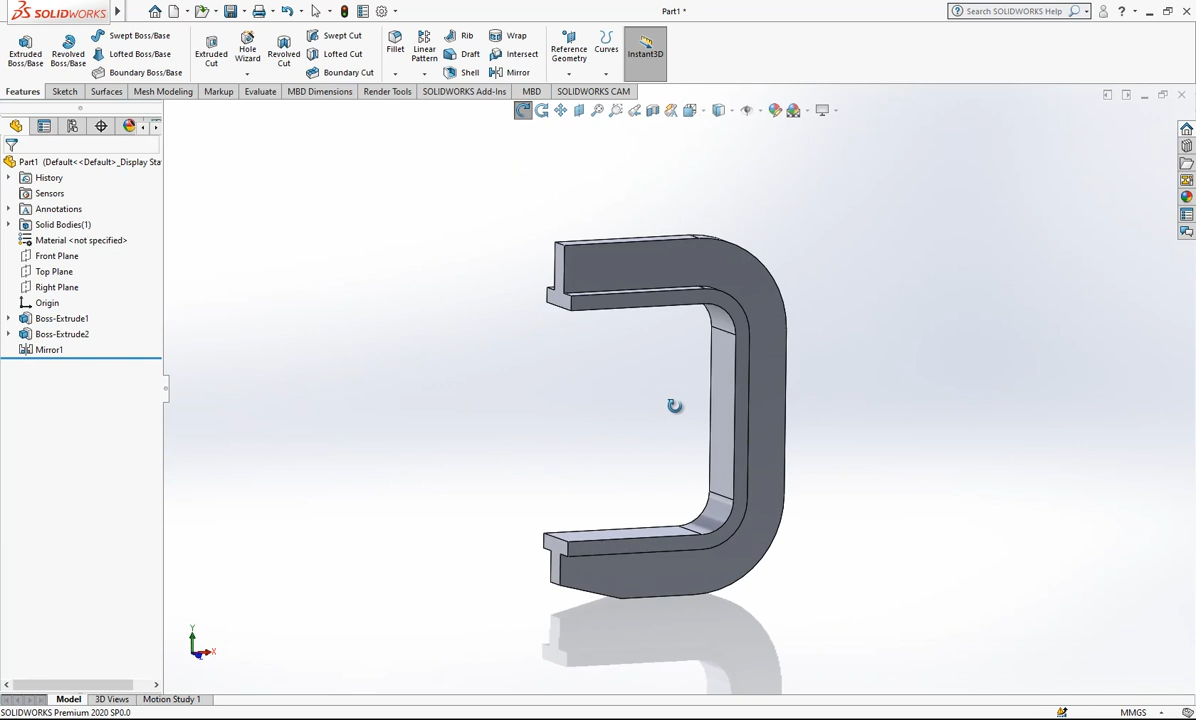 SOLIDWORKS
Part1 *
Search SOLIDWORKS Help
Extruded Boss/Base
Revolved Boss/Base
Swept Boss/Base
Lofted Boss/Base
Boundary Boss/Base
Extruded Cut
Hole Wizard
Revolved Cut
Swept Cut
Lofted Cut
Boundary Cut
Fillet
Linear Pattern
Rib
Draft
Shell
Wrap
Intersect
Mirror
Reference Geometry
Curves
Instant3D
Features Sketch Surfaces Mesh Modeling Markup Evaluate MBD Dimensions Render Tools SOLIDWORKS Add-Ins MBD SOLIDWORKS CAM
Part1 (Default<<Default>_Display Sta
History
Sensors
Annotations
Solid Bodies(1)
Material <not specified>
Front Plane
Top Plane
Right Plane
Origin
Boss-Extrude1
Boss-Extrude2
Mirror1
Y
X
Model 3D Views Motion Study 1
SOLIDWORKS Premium 2020 SP0.0
MMGS